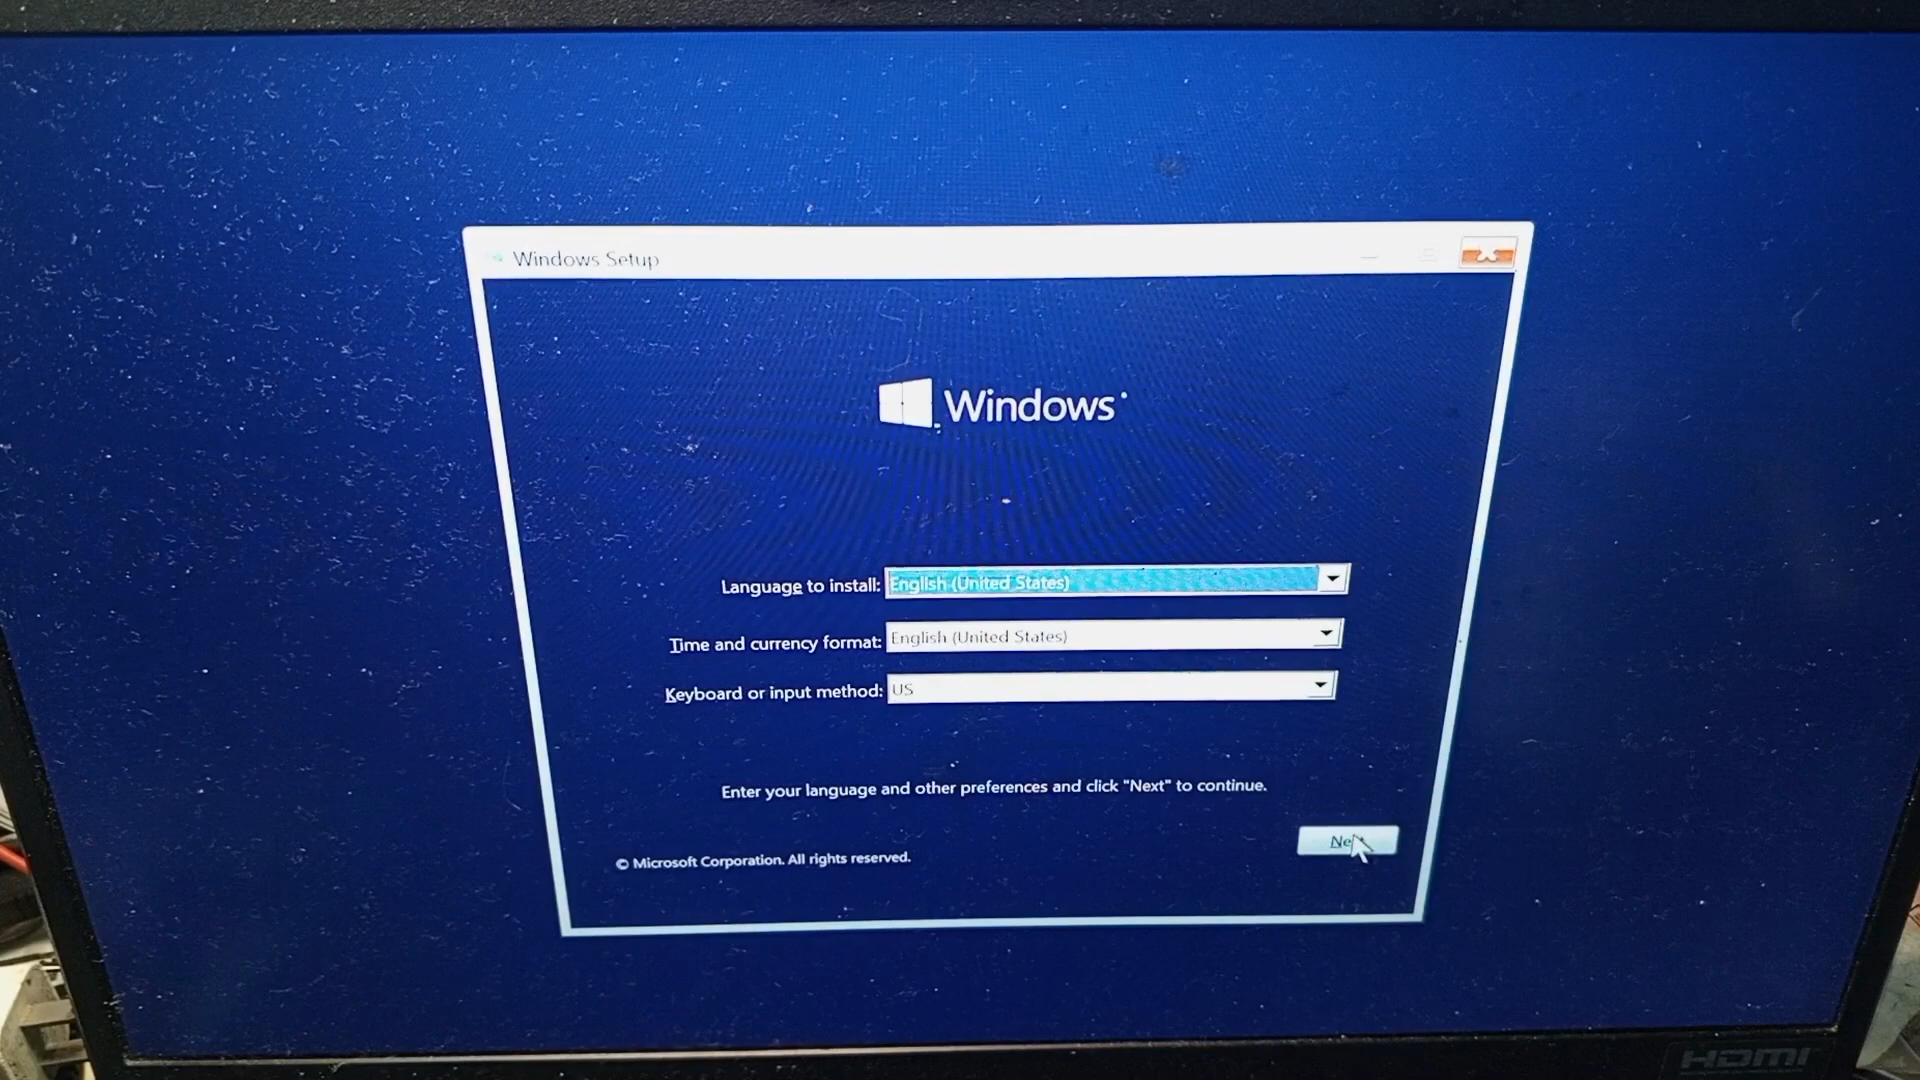 Windows Setup
Windows
Language to install: English (United States)
Time and currency format: English (United States)
Keyboard or input method: US
Enter your language and other preferences and click "Next" to continue.
© Microsoft Corporation. All rights reserved.
HDMI